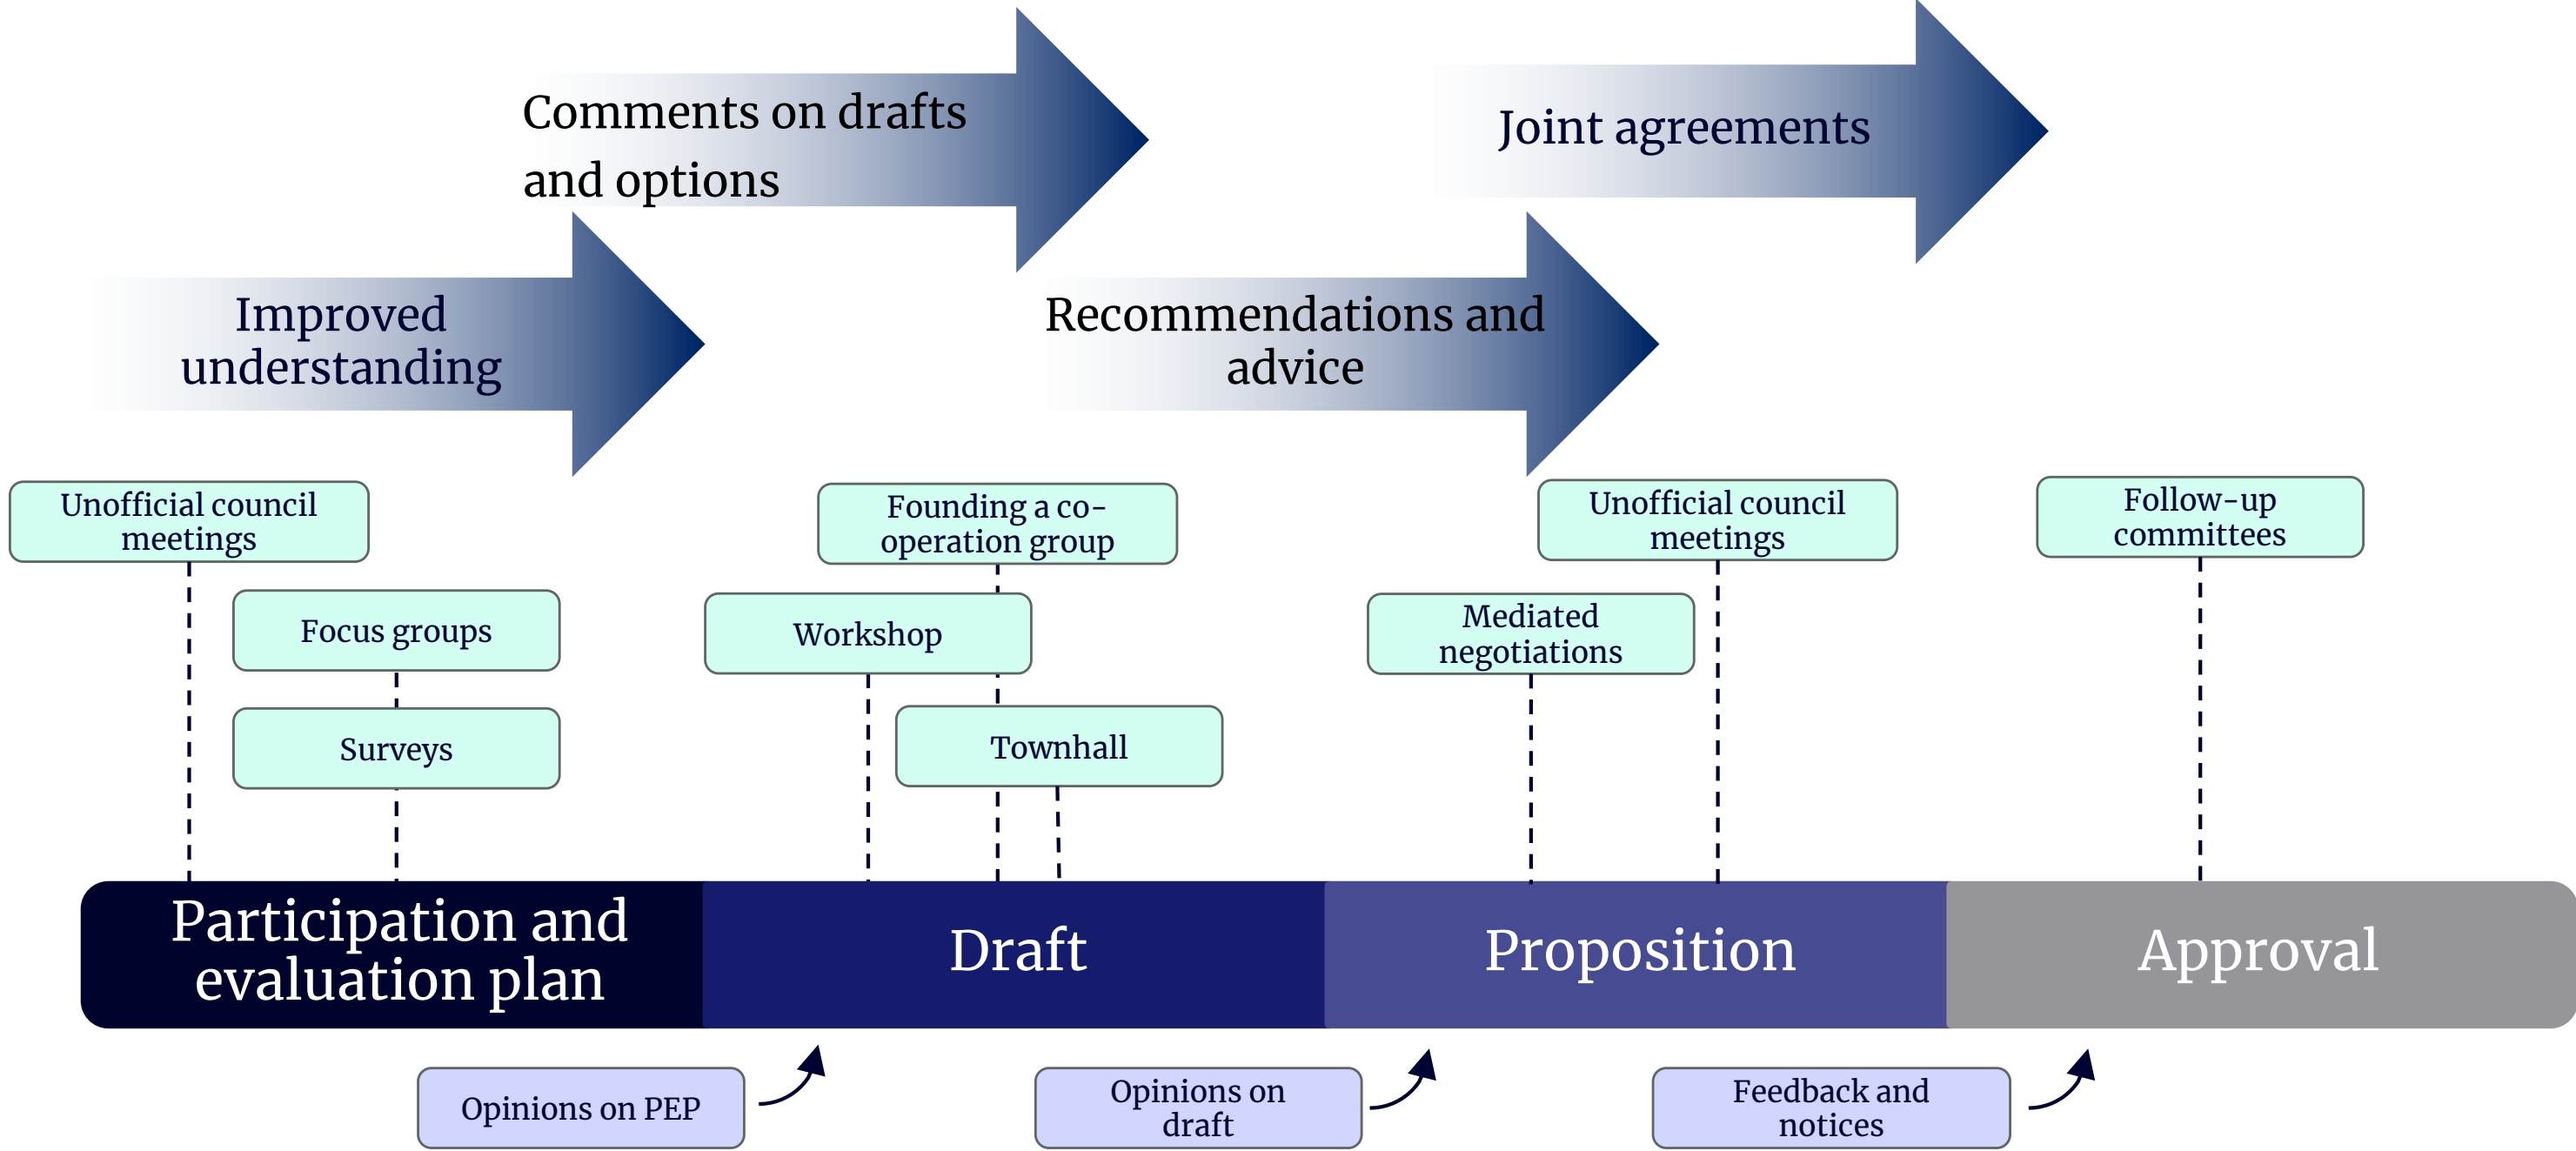 Comments on drafts
and options
Joint agreements
Improved
understanding
Recommendations and
advice
Unofficial council
meetings
Founding a co-
operation group
Unofficial council
meetings
Follow-up
committees
Focus groups
Workshop
Mediated
negotiations
Surveys
Townhall
Participation and
evaluation plan
Draft
Proposition
Approval
Opinions on PEP
Opinions on
draft
Feedback and
notices